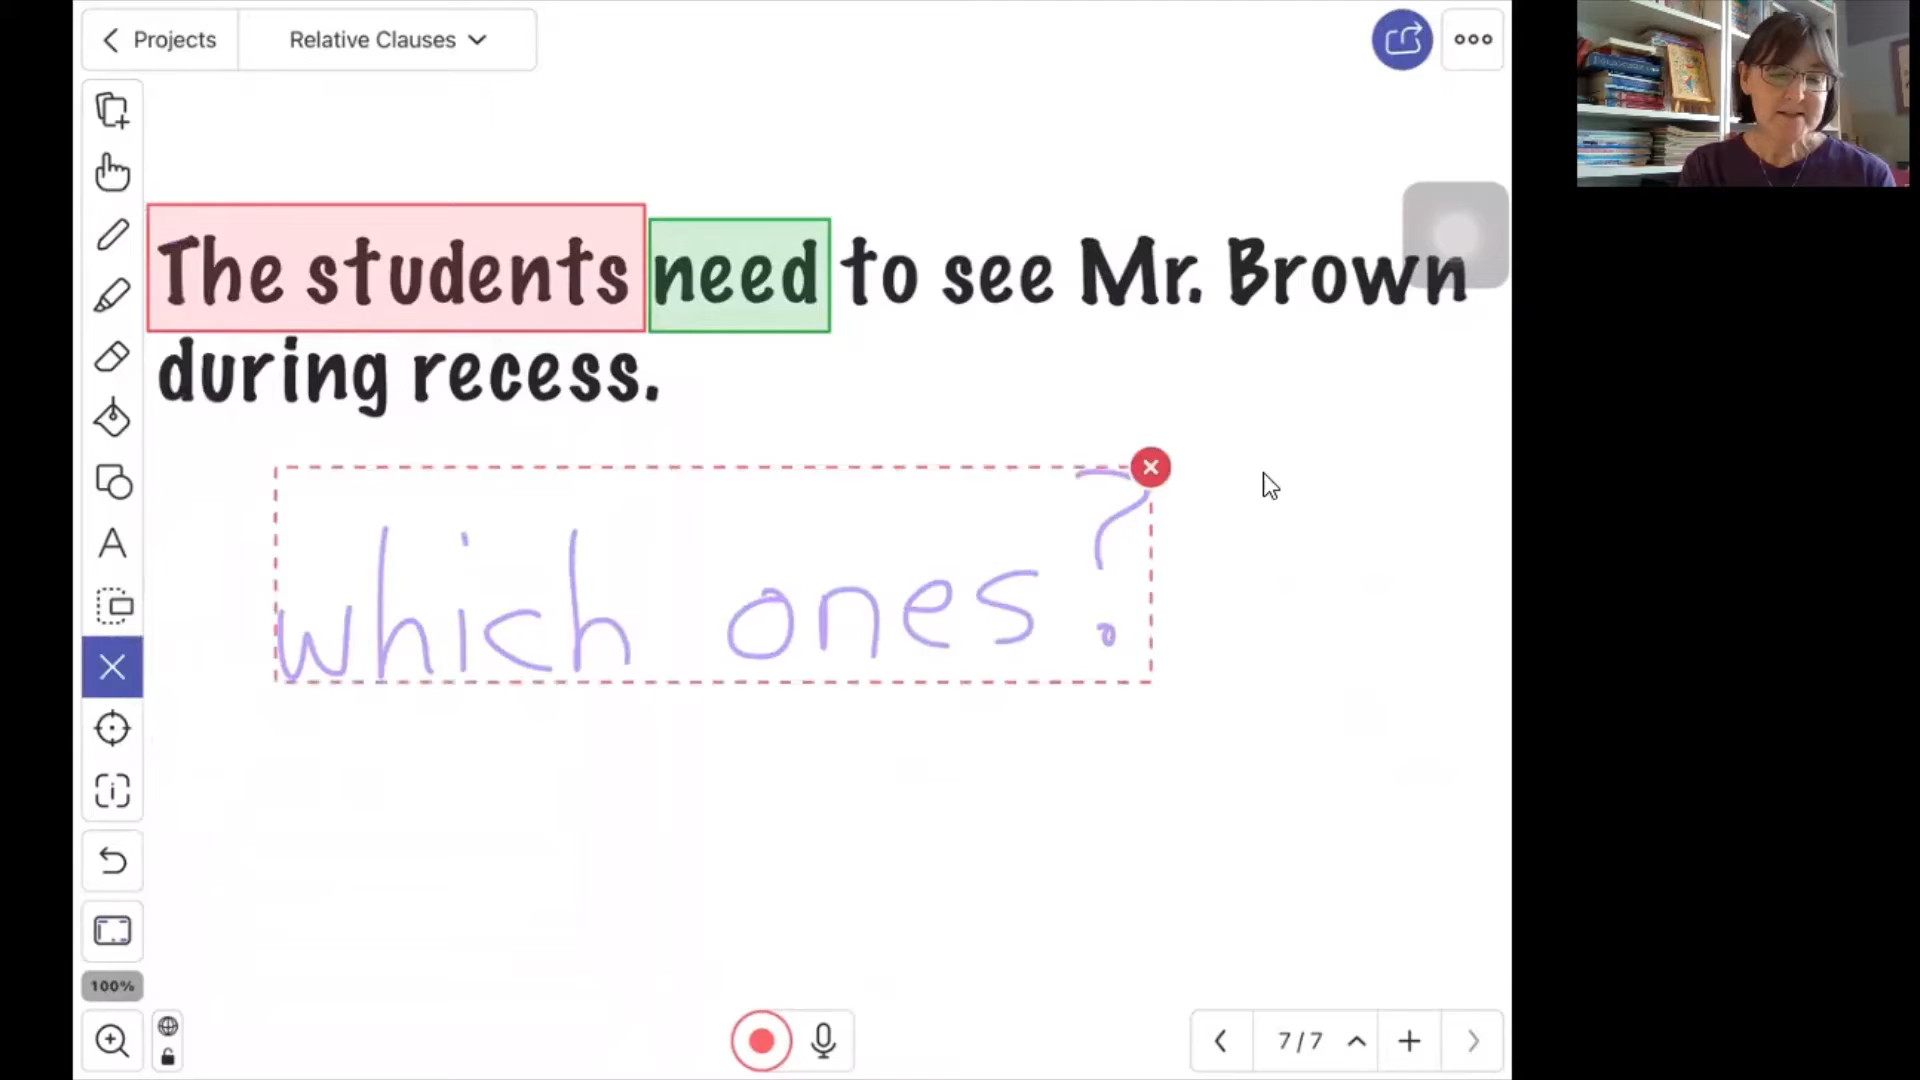 Projects
Relative Clauses
The students need to see Mr. Brown
during recess.
which ones?
100%
7/7